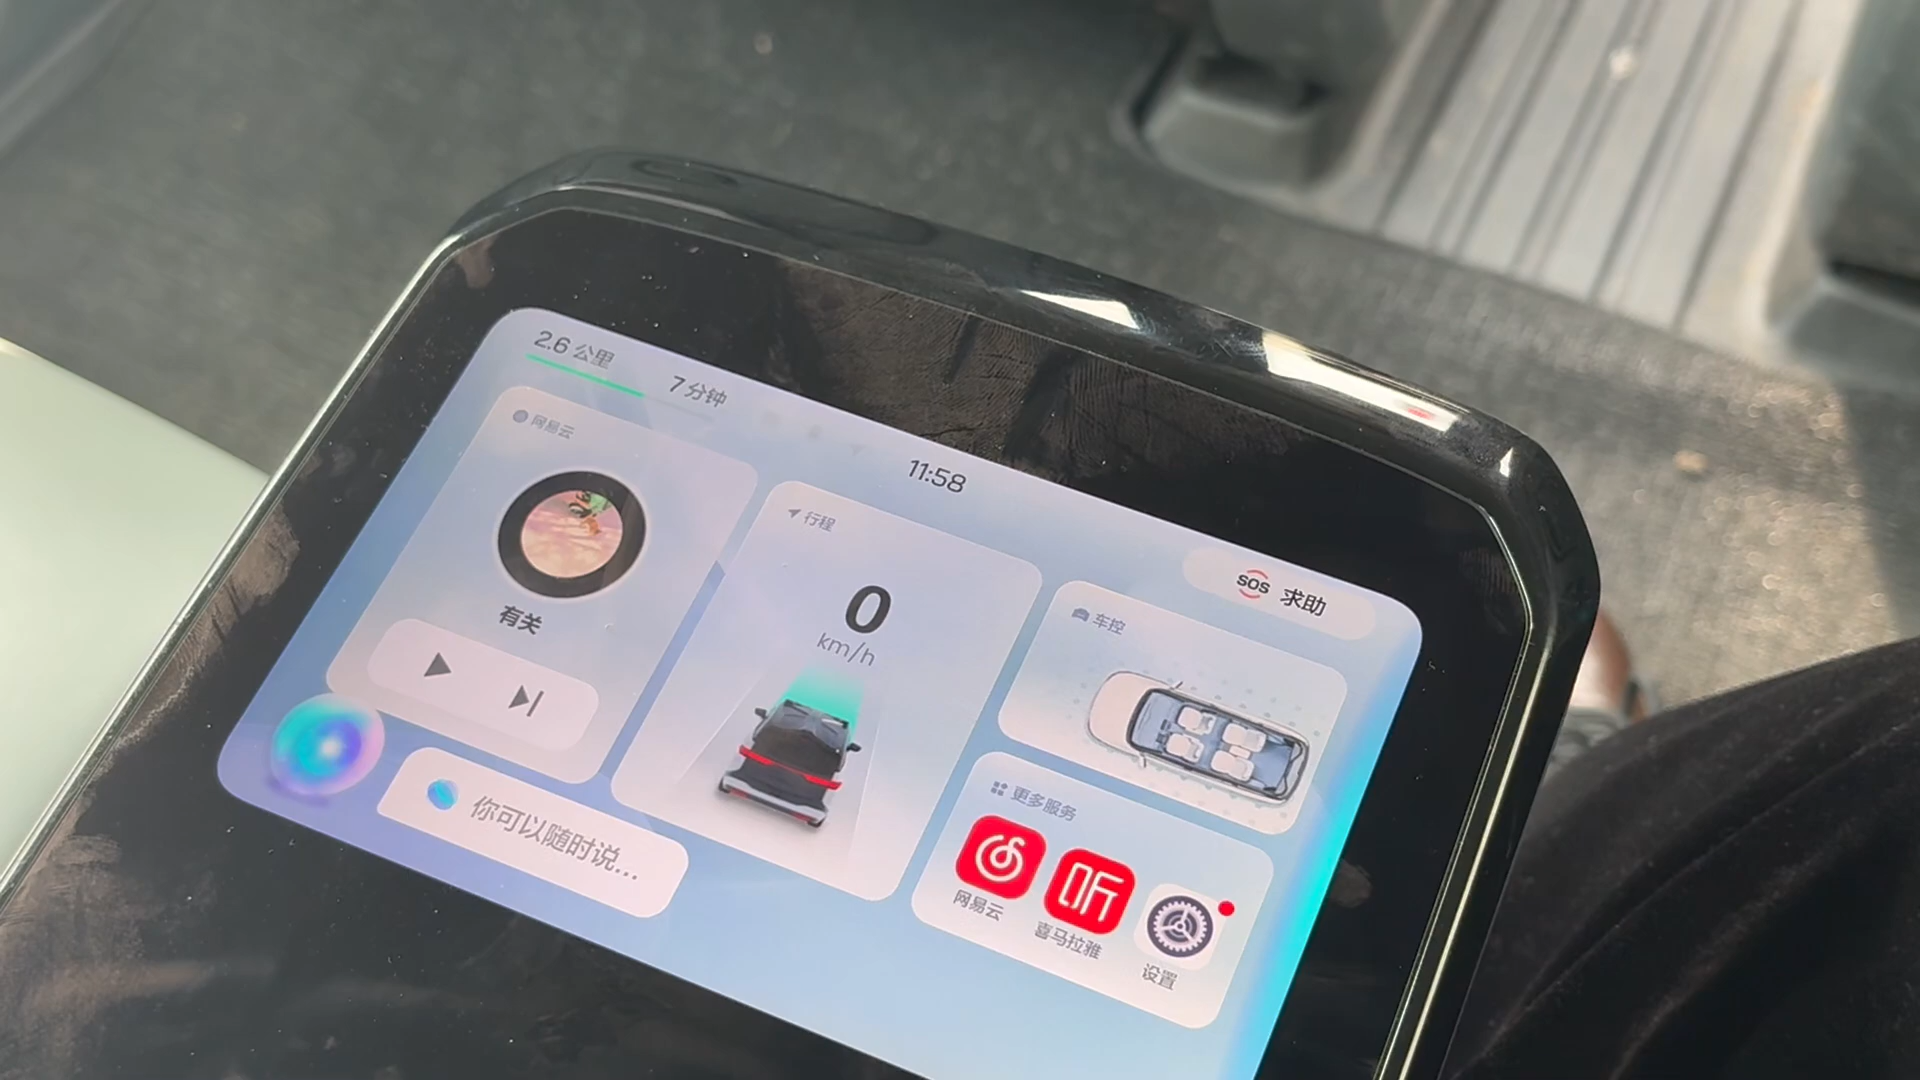 2.6 公里
7 分钟
11:58
SOS 求助
网易云
有关
行程
0
km/h
车控
更多服务
听
网易云
喜马拉雅
设置
你可以随时说...